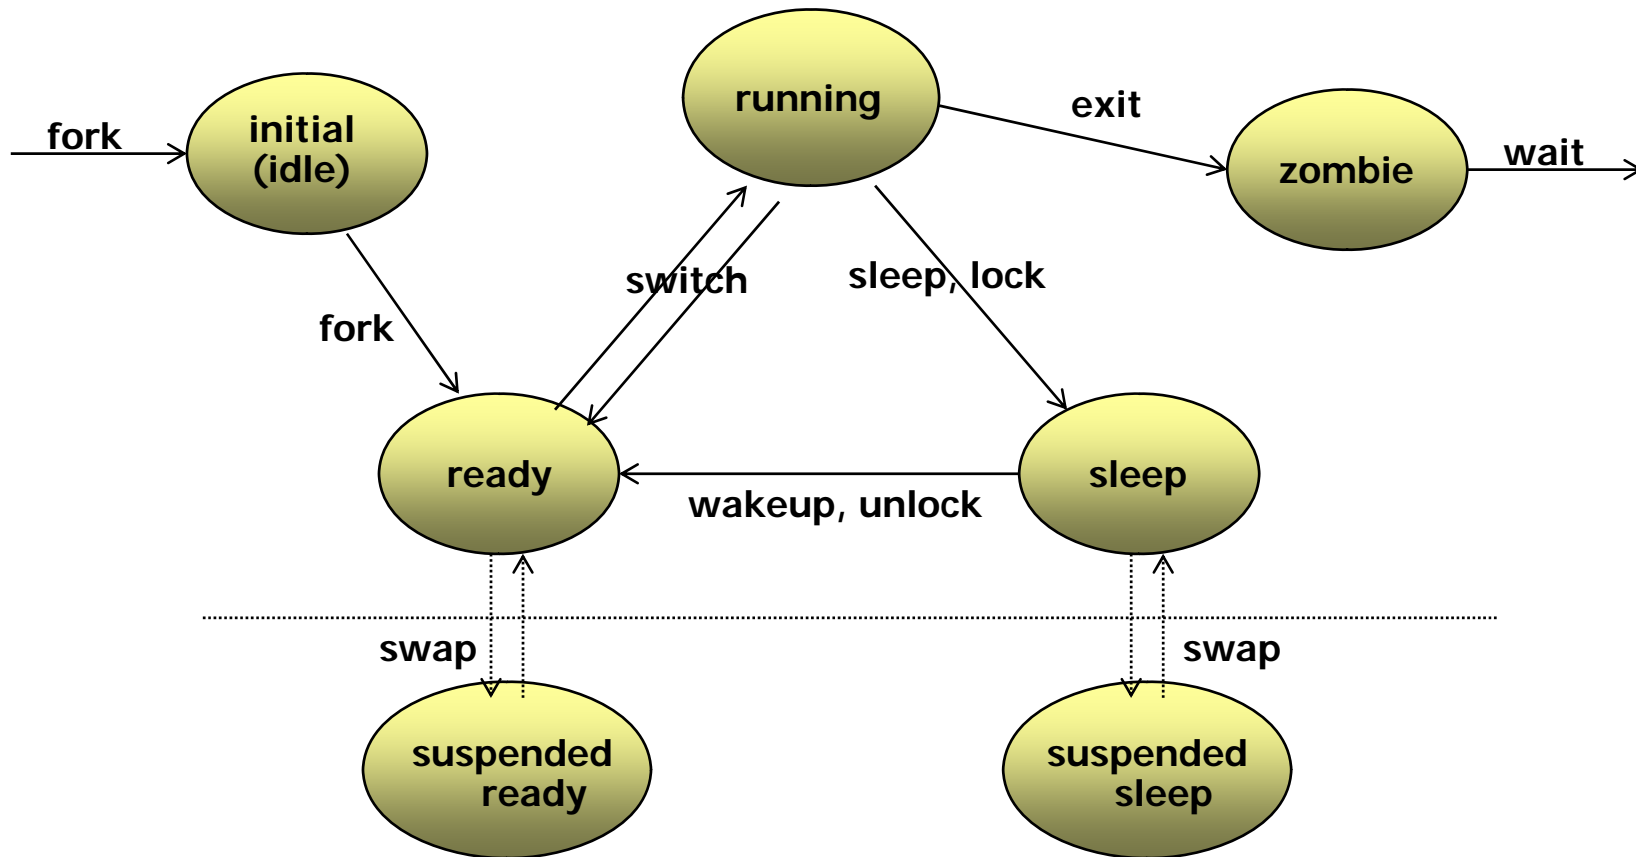 running
exit
fork
initial
(idle)
zombie
wait
switch
sleep, lock
fork
ready
sleep
wakeup, unlock
swap
swap
suspended
ready
suspended
sleep